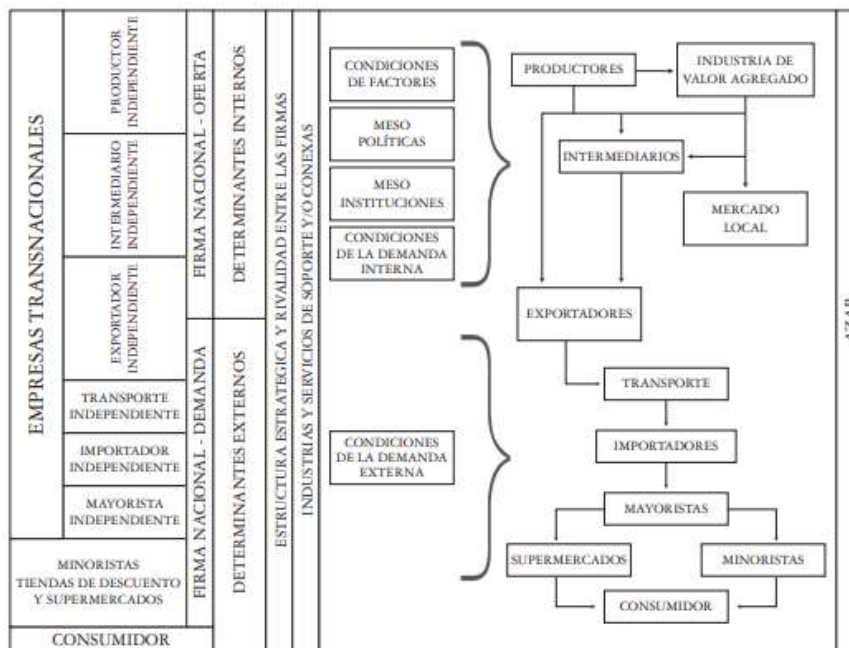 EMPRESAS TRANSNACIONALES
PRODUCTOR
INDEPENDIENTE
INTERMEDIARIO
INDEPENDIENTE
EXPORTADOR
INDEPENDIENTE
TRANSPORTE
INDEPENDIENTE
IMPORTADOR
INDEPENDIENTE
MAYORISTA
INDEPENDIENTE
MINORISTAS
TIENDAS DE DESCUENTO
Y SUPERMERCADOS
CONSUMIDOR
FIRMA NACIONAL - OFERTA
FIRMA NACIONAL - DEMANDA
DETERMINANTES INTERNOS
DETERMINANTES EXTERNOS
ESTRUCTURA ESTRATEGICA Y RIVALIDAD ENTRE LAS FIRMAS
INDUSTRIAS Y SERVICIOS DE SOPORTE Y/O CONEXAS
CONDICIONES
DE FACTORES
MESO
POLÍTICAS
MESO
INSTITUCIONES
CONDICIONES
DE LA DEMANDA
INTERNA
CONDICIONES
DE LA DEMANDA
EXTERNA
PRODUCTORES
INDUSTRIA DE
VALOR AGREGADO
INTERMEDIARIOS
MERCADO
LOCAL
EXPORTADORES
TRANSPORTE
IMPORTADORES
MAYORISTAS
SUPERMERCADOS
MINORISTAS
CONSUMIDOR